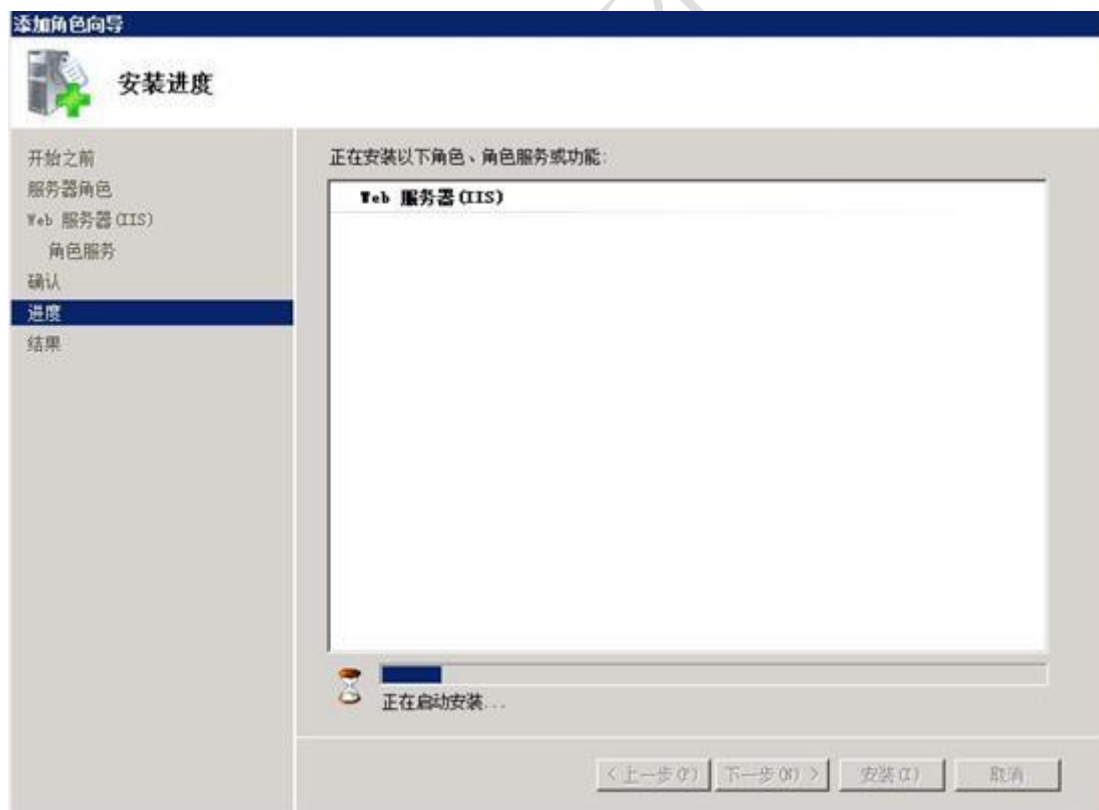 添加角色向导
安装进度
开始之前
服务器角色
Web 服务器(IIS)
角色服务
确认
进度
结果
正在安装以下角色、角色服务或功能:
Web 服务器(IIS)
正在启动安装...
< 上一步(P)
下一步(N) >
安装(I)
取消